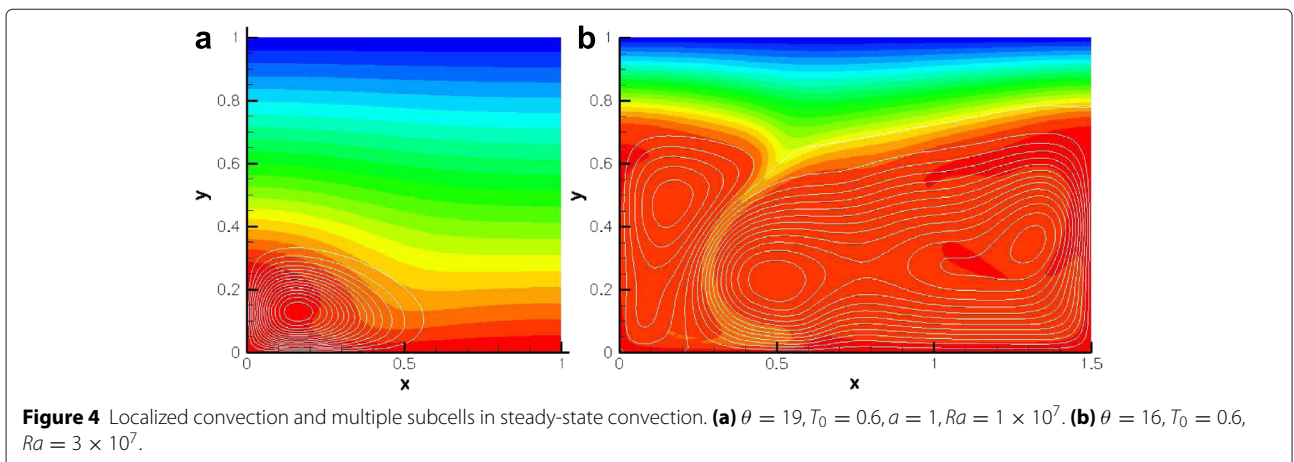 a
1
0.8
0.6
0.4
0.2
0
y
0
0.5
1
x
b
1
0.8
0.6
0.4
0.2
0
y
0
0.5
1
1.5
x
Figure 4 Localized convection and multiple subcells in steady-state convection. (a) θ = 19, T₀ = 0.6, a = 1, Ra = 1 × 10⁷. (b) θ = 16, T₀ = 0.6,
Ra = 3 × 10⁷.